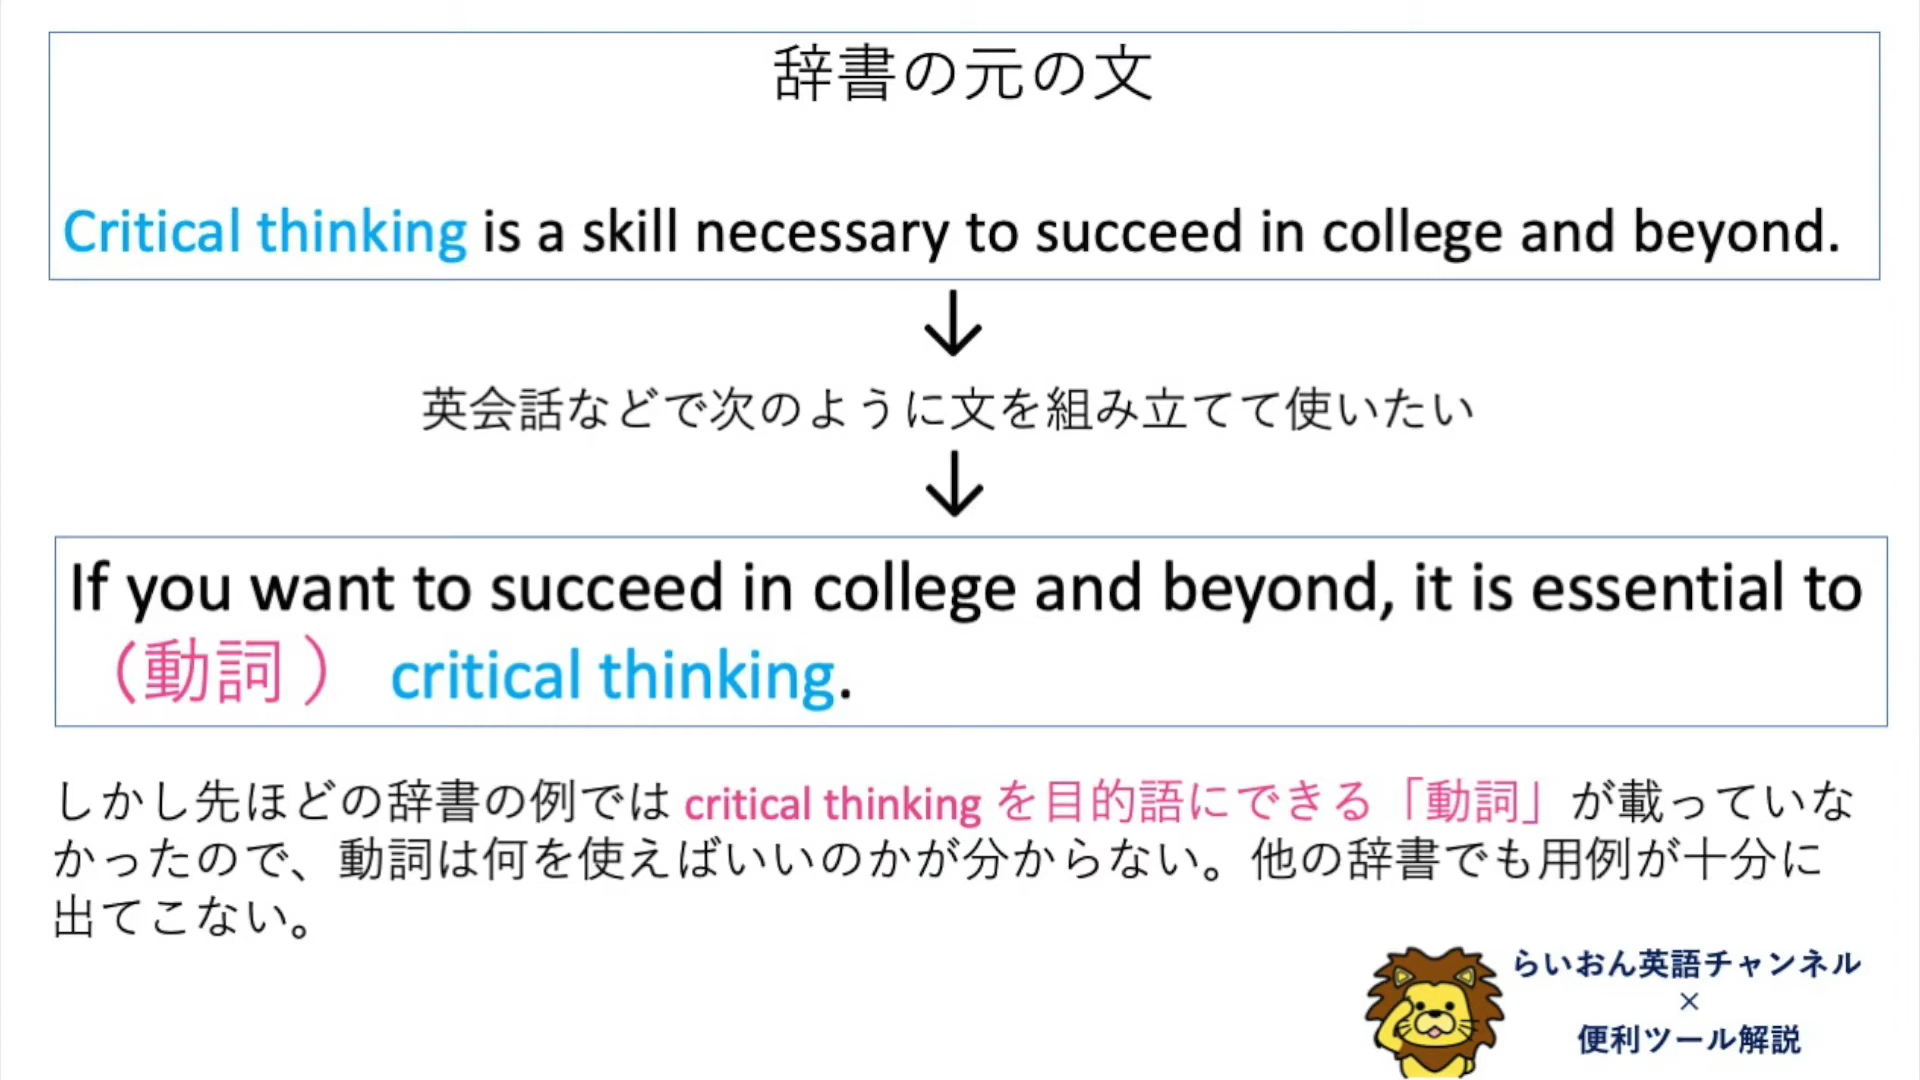 辞書の元の文
Critical thinking is a skill necessary to succeed in college and beyond.
↓
英会話などで次のように文を組み立てて使いたい
↓
If you want to succeed in college and beyond, it is essential to
（動詞 ） critical thinking.
しかし先ほどの辞書の例では critical thinking を目的語にできる「動詞」が載っていな
かったので、動詞は何を使えばいいのかが分からない。他の辞書でも用例が十分に
出てこない。
らいおん英語チャンネル
×
便利ツール解説